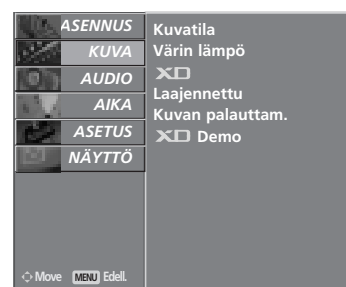 ASENNUS
KUVA
AUDIO
AIKA
ASETUS
NÄYTTÖ
Move MENU Edell.
Kuvatila
Värin lämpö
XD
Laajennettu
Kuvan palauttam.
XD Demo